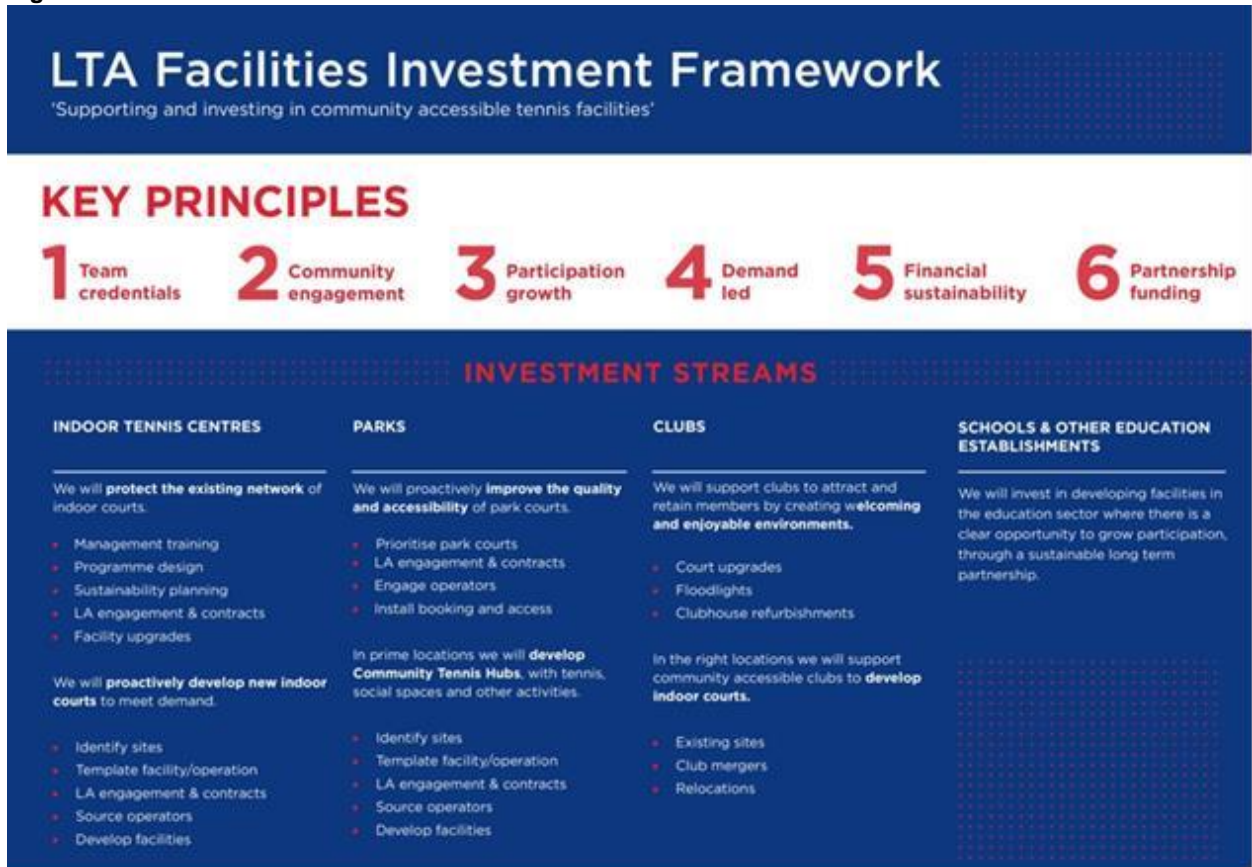 LTA Facilities Investment Framework
'Supporting and investing in community accessible tennis facilities'
KEY PRINCIPLES
1 Team
credentials
2 Community
engagement
3 Participation
growth
4 Demand
led
5 Financial
sustainability
6 Partnership
funding
INVESTMENT STREAMS
INDOOR TENNIS CENTRES
We will protect the existing network of
indoor courts.
Management training
Programme design
Sustainability planning
LA engagement & contracts
Facility upgrades
We will proactively develop new indoor
courts to meet demand.
Identify sites
Template facility/operation
LA engagement & contracts
Source operators
Develop facilities
PARKS
We will proactively improve the quality
and accessibility of park courts.
Prioritise park courts
LA engagement & contracts
Engage operators
Install booking and access
In prime locations we will develop
Community Tennis Hubs, with tennis,
social spaces and other activities.
Identify sites
Template facility/operation
LA engagement & contracts
Source operators
Develop facilities
CLUBS
We will support clubs to attract and
retain members by creating welcoming
and enjoyable environments.
Court upgrades
Floodlights
Clubhouse refurbishments
In the right locations we will support
community accessible clubs to develop
indoor courts.
Existing sites
Club mergers
Relocations
SCHOOLS & OTHER EDUCATION
ESTABLISHMENTS
We will invest in developing facilities in
the education sector where there is a
clear opportunity to grow participation,
through a sustainable long term
partnership.